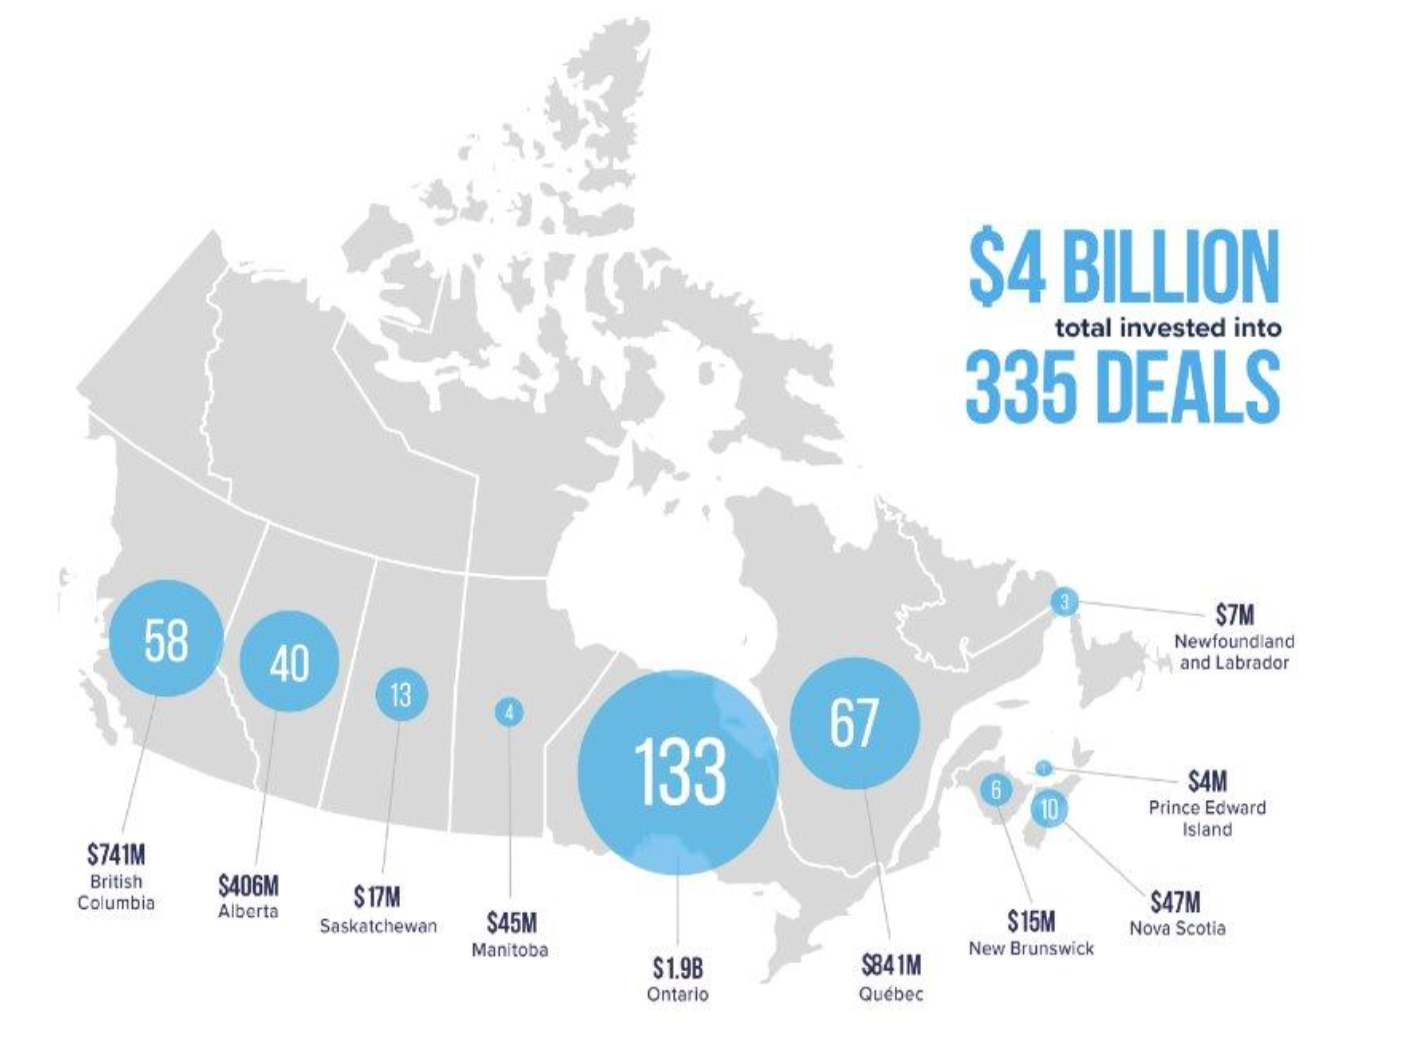 $4 BILLION
total invested into
335 DEALS
58
40
13
4
133
67
3
1
6
10
$7M
Newfoundland
and Labrador
$4M
Prince Edward
Island
$741M
British
Columbia
$406M
Alberta
$17M
Saskatchewan
$45M
Manitoba
$1.9B
Ontario
$841M
Québec
$15M
New Brunswick
$47M
Nova Scotia